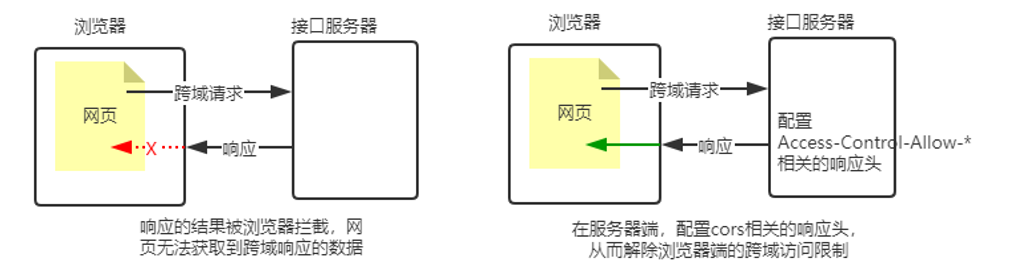 浏览器
接口服务器
网页
跨域请求
X
响应
响应的结果被浏览器拦截，网
页无法获取到跨域响应的数据
浏览器
接口服务器
网页
跨域请求
响应
配置
Access-Control-Allow-*
相关的响应头
在服务器端，配置cors相关的响应头，
从而解除浏览器端的跨域访问限制